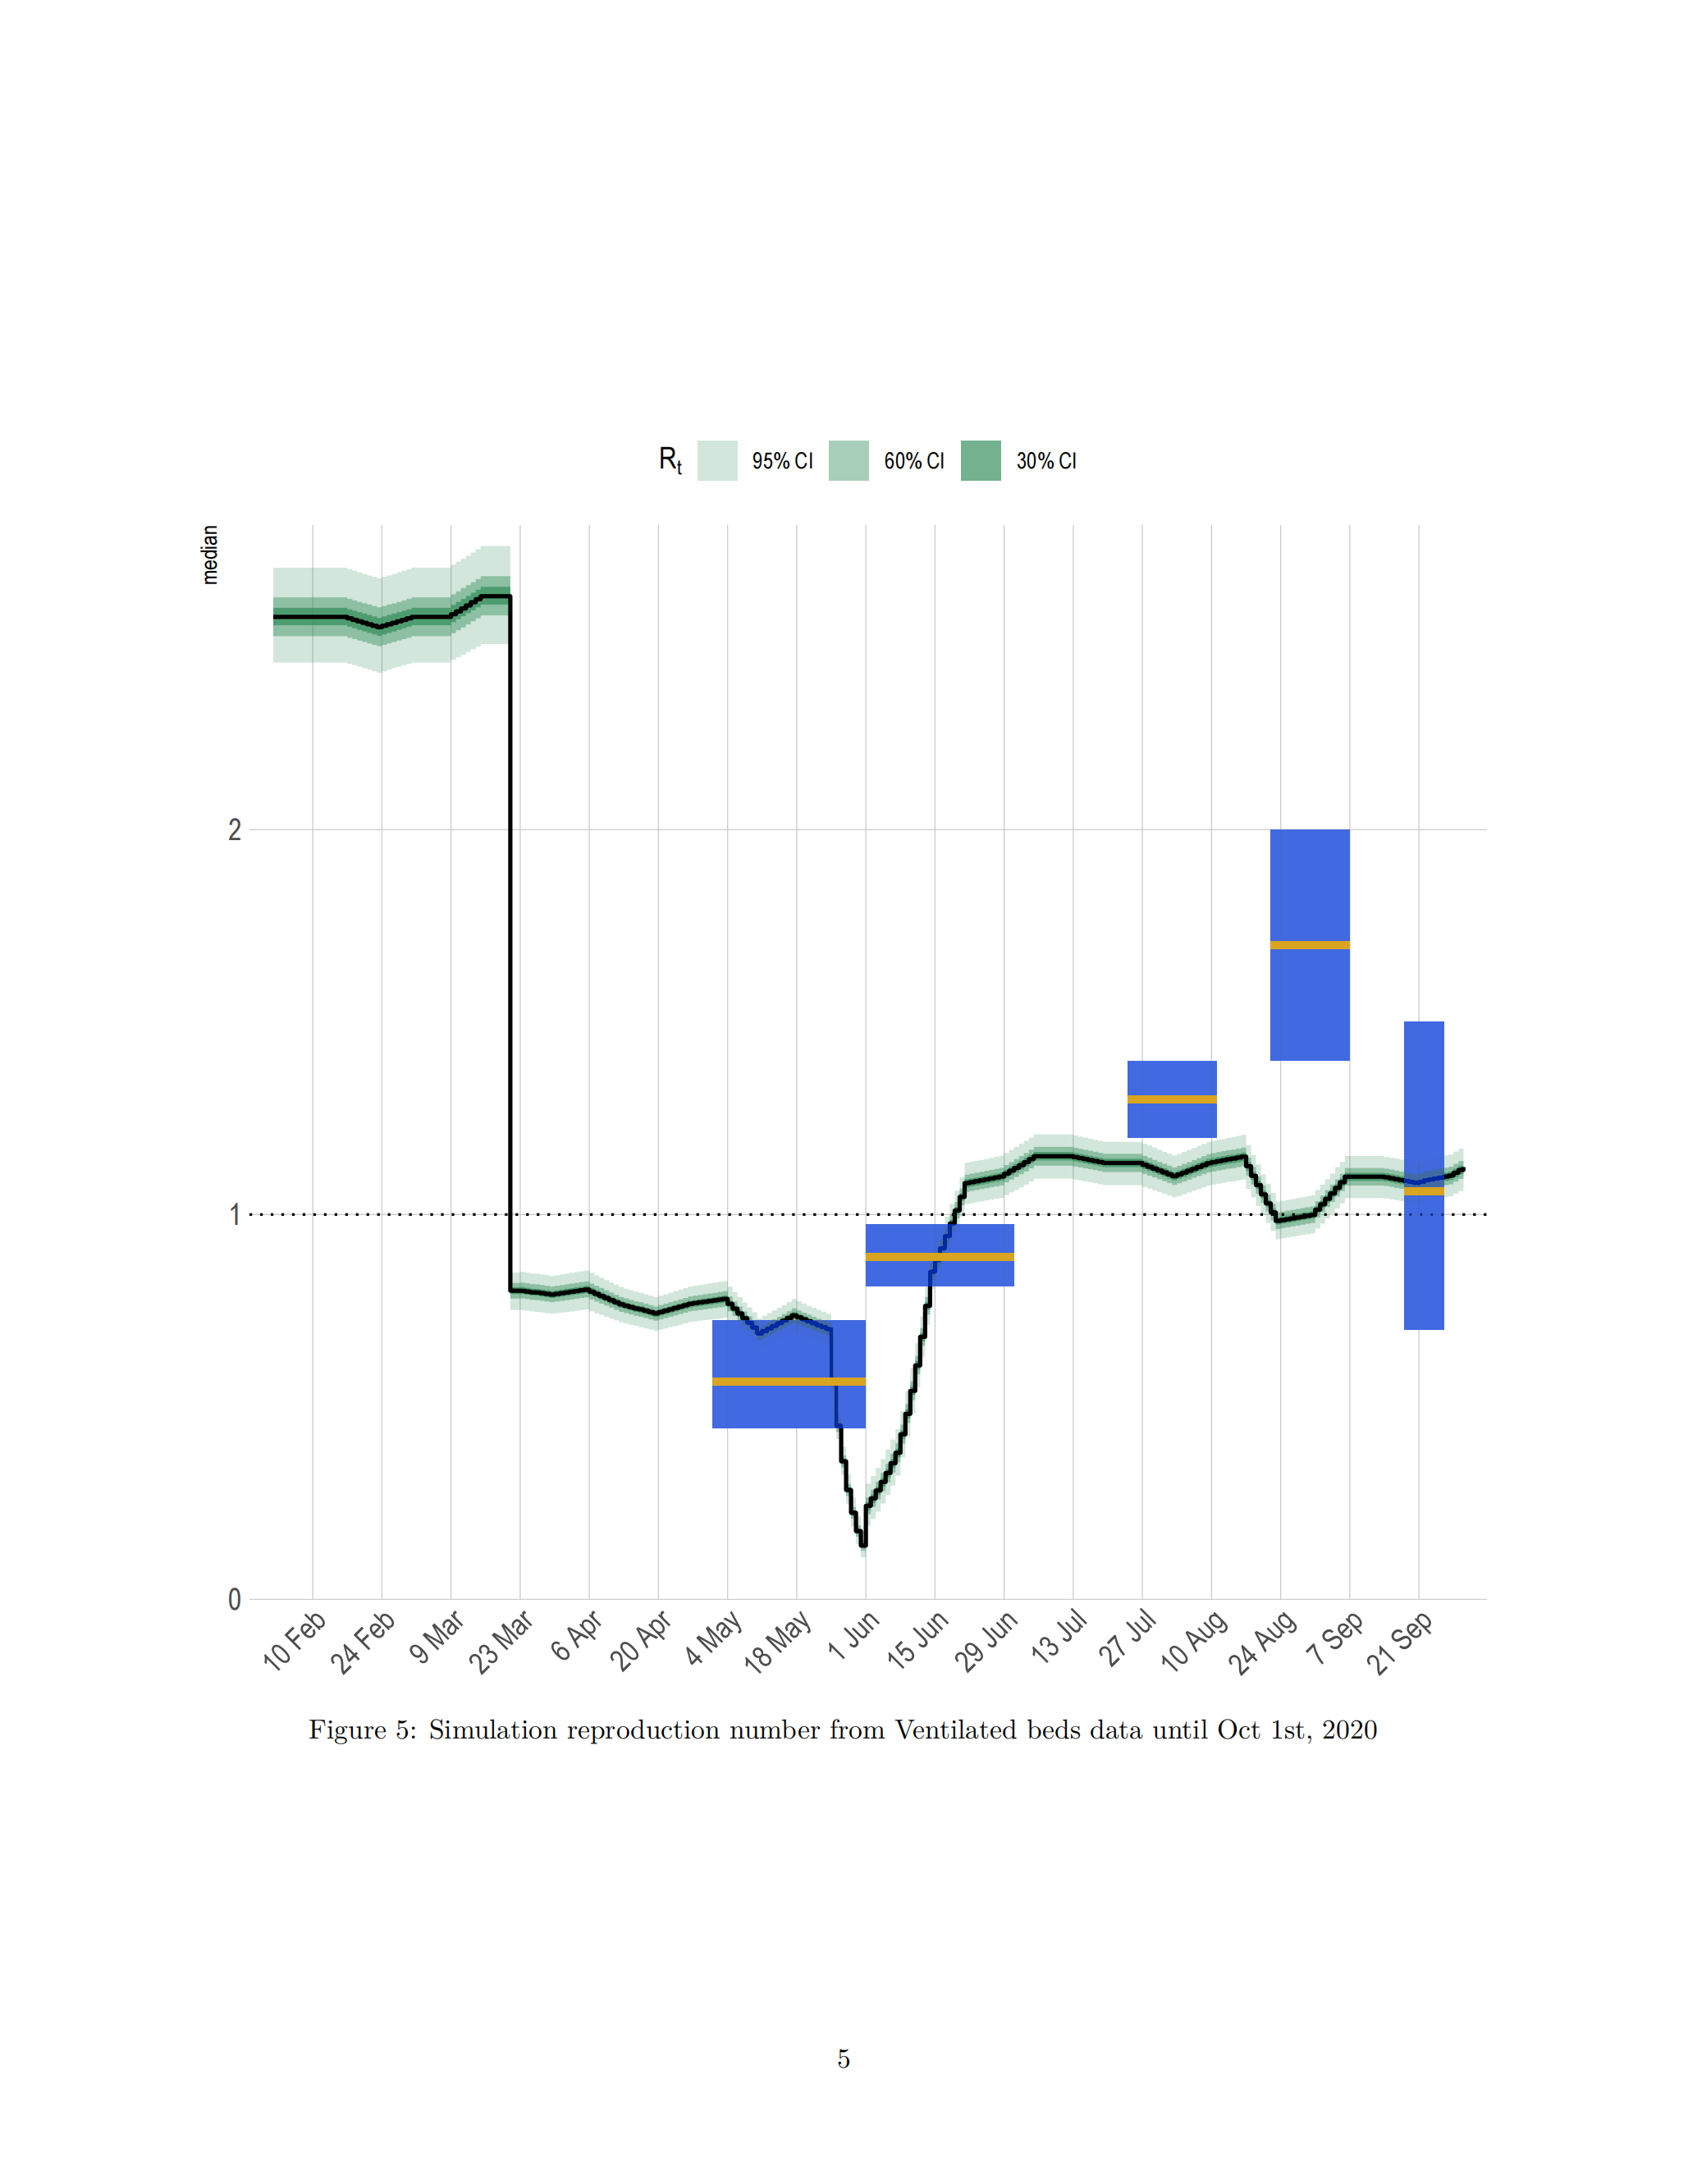 Rt 95% CI 60% CI 30% CI
median
2
1
0
10 Feb 24 Feb 9 Mar 23 Mar 6 Apr 20 Apr 4 May 18 May 1 Jun 15 Jun 29 Jun 13 Jul 27 Jul 10 Aug 24 Aug 7 Sep 21 Sep
Figure 5: Simulation reproduction number from Ventilated beds data until Oct 1st, 2020
5